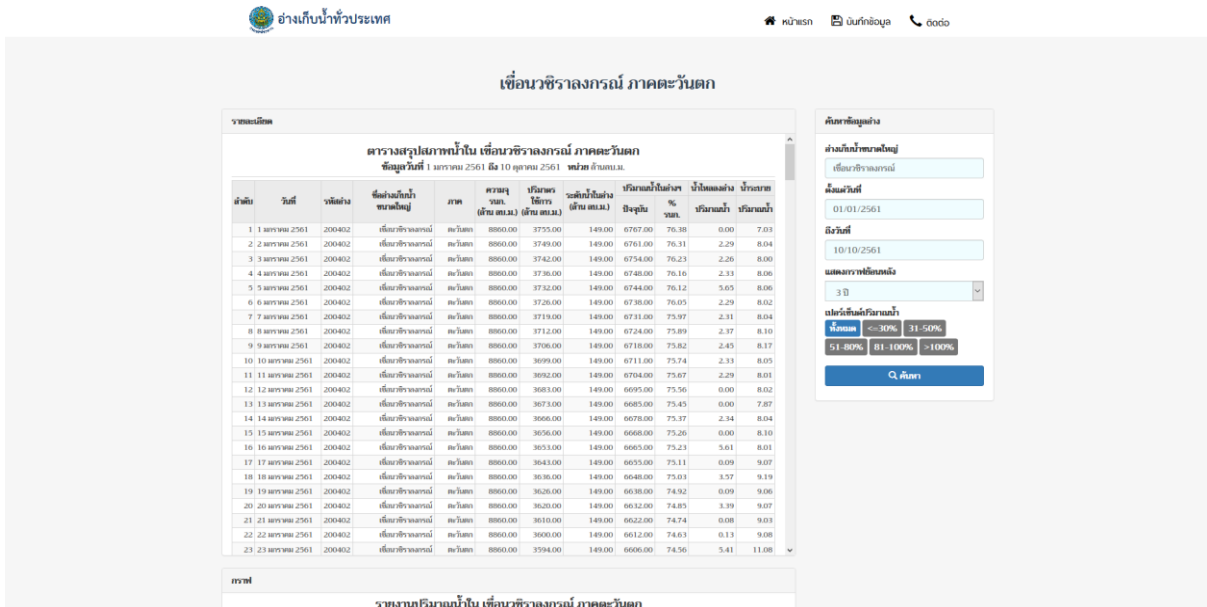 อ่างเก็บน้ำทั่วประเทศ
หน้าแรก บันทึกข้อมูล ติดต่อ
เขื่อนวชิราลงกรณ์ ภาคตะวันตก
รายละเอียด
ตารางสรุปสภาพน้ำใน เขื่อนวชิราลงกรณ์ ภาคตะวันตก
ข้อมูลวันที่ 1 มกราคม 2561 ถึง 10 ตุลาคม 2561 หน่วย ล้านลบ.ม.
ลำดับ วันที่ รหัสอ่าง ชื่ออ่างเก็บน้ำขนาดใหญ่ ภาค ความจุ รนก. (ล้าน ลบ.ม.) ปริมาตรใช้การ (ล้าน ลบ.ม.) ระดับน้ำในอ่าง (ล้าน ลบ.ม.) ปริมาณน้ำในอ่างฯ น้ำไหลลงอ่าง น้ำระบาย
ปัจจุบัน % รนก. ปริมาณน้ำ ปริมาณน้ำ
1 1 มกราคม 2561 200402 เขื่อนวชิราลงกรณ์ ตะวันตก 8860.00 3755.00 149.00 6767.00 76.38 0.00 7.03
2 2 มกราคม 2561 200402 เขื่อนวชิราลงกรณ์ ตะวันตก 8860.00 3749.00 149.00 6761.00 76.31 2.29 8.04
3 3 มกราคม 2561 200402 เขื่อนวชิราลงกรณ์ ตะวันตก 8860.00 3742.00 149.00 6754.00 76.23 2.26 8.00
4 4 มกราคม 2561 200402 เขื่อนวชิราลงกรณ์ ตะวันตก 8860.00 3736.00 149.00 6748.00 76.16 2.33 8.06
5 5 มกราคม 2561 200402 เขื่อนวชิราลงกรณ์ ตะวันตก 8860.00 3732.00 149.00 6744.00 76.12 5.65 8.06
6 6 มกราคม 2561 200402 เขื่อนวชิราลงกรณ์ ตะวันตก 8860.00 3726.00 149.00 6738.00 76.05 2.29 8.02
7 7 มกราคม 2561 200402 เขื่อนวชิราลงกรณ์ ตะวันตก 8860.00 3719.00 149.00 6731.00 75.97 2.31 8.04
8 8 มกราคม 2561 200402 เขื่อนวชิราลงกรณ์ ตะวันตก 8860.00 3712.00 149.00 6724.00 75.89 2.37 8.10
9 9 มกราคม 2561 200402 เขื่อนวชิราลงกรณ์ ตะวันตก 8860.00 3706.00 149.00 6718.00 75.82 2.45 8.17
10 10 มกราคม 2561 200402 เขื่อนวชิราลงกรณ์ ตะวันตก 8860.00 3699.00 149.00 6711.00 75.74 2.33 8.05
11 11 มกราคม 2561 200402 เขื่อนวชิราลงกรณ์ ตะวันตก 8860.00 3692.00 149.00 6704.00 75.67 2.29 8.01
12 12 มกราคม 2561 200402 เขื่อนวชิราลงกรณ์ ตะวันตก 8860.00 3683.00 149.00 6695.00 75.56 0.00 8.02
13 13 มกราคม 2561 200402 เขื่อนวชิราลงกรณ์ ตะวันตก 8860.00 3673.00 149.00 6685.00 75.45 0.00 7.87
14 14 มกราคม 2561 200402 เขื่อนวชิราลงกรณ์ ตะวันตก 8860.00 3666.00 149.00 6678.00 75.37 2.34 8.04
15 15 มกราคม 2561 200402 เขื่อนวชิราลงกรณ์ ตะวันตก 8860.00 3656.00 149.00 6668.00 75.26 0.00 8.10
16 16 มกราคม 2561 200402 เขื่อนวชิราลงกรณ์ ตะวันตก 8860.00 3653.00 149.00 6665.00 75.23 5.61 8.01
17 17 มกราคม 2561 200402 เขื่อนวชิราลงกรณ์ ตะวันตก 8860.00 3643.00 149.00 6655.00 75.11 0.09 9.07
18 18 มกราคม 2561 200402 เขื่อนวชิราลงกรณ์ ตะวันตก 8860.00 3636.00 149.00 6648.00 75.03 3.57 9.19
19 19 มกราคม 2561 200402 เขื่อนวชิราลงกรณ์ ตะวันตก 8860.00 3626.00 149.00 6638.00 74.92 0.09 9.06
20 20 มกราคม 2561 200402 เขื่อนวชิราลงกรณ์ ตะวันตก 8860.00 3620.00 149.00 6632.00 74.85 3.39 9.07
21 21 มกราคม 2561 200402 เขื่อนวชิราลงกรณ์ ตะวันตก 8860.00 3610.00 149.00 6622.00 74.74 0.08 9.03
22 22 มกราคม 2561 200402 เขื่อนวชิราลงกรณ์ ตะวันตก 8860.00 3600.00 149.00 6612.00 74.63 0.13 9.08
23 23 มกราคม 2561 200402 เขื่อนวชิราลงกรณ์ ตะวันตก 8860.00 3594.00 149.00 6606.00 74.56 5.41 11.08
กราฟ
รายงานปริมาณน้ำใน เขื่อนวชิราลงกรณ์ ภาคตะวันตก
ค้นหาข้อมูลอ่าง
อ่างเก็บน้ำขนาดใหญ่
เขื่อนวชิราลงกรณ์
ตั้งแต่วันที่
01/01/2561
ถึงวันที่
10/10/2561
แสดงกราฟย้อนหลัง
3 ปี
เปอร์เซ็นต์ปริมาณน้ำ
ทั้งหมด <=30% 31-50%
51-80% 81-100% >100%
ค้นหา